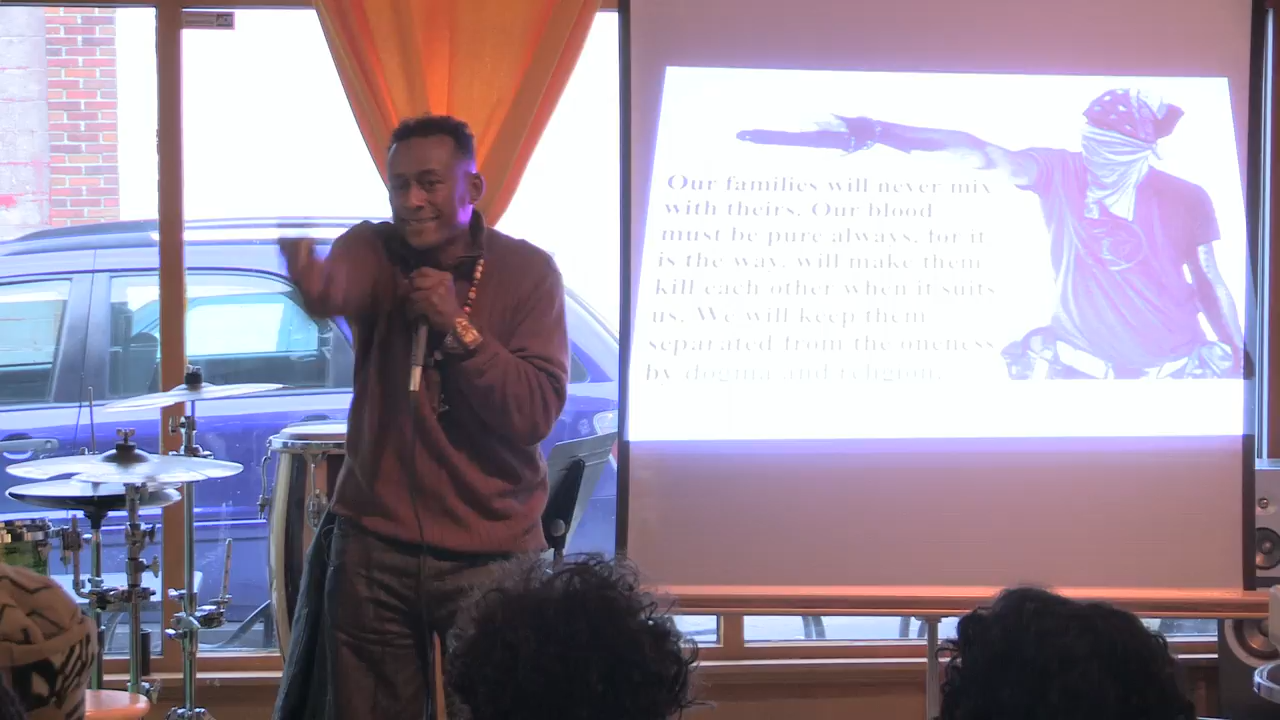 Our families will never mix
with theirs. Our blood
must be pure always, for it
is the way. will make them
kill each other when it suits
us. We will keep them
separated from the oneness
by dogma and religion.